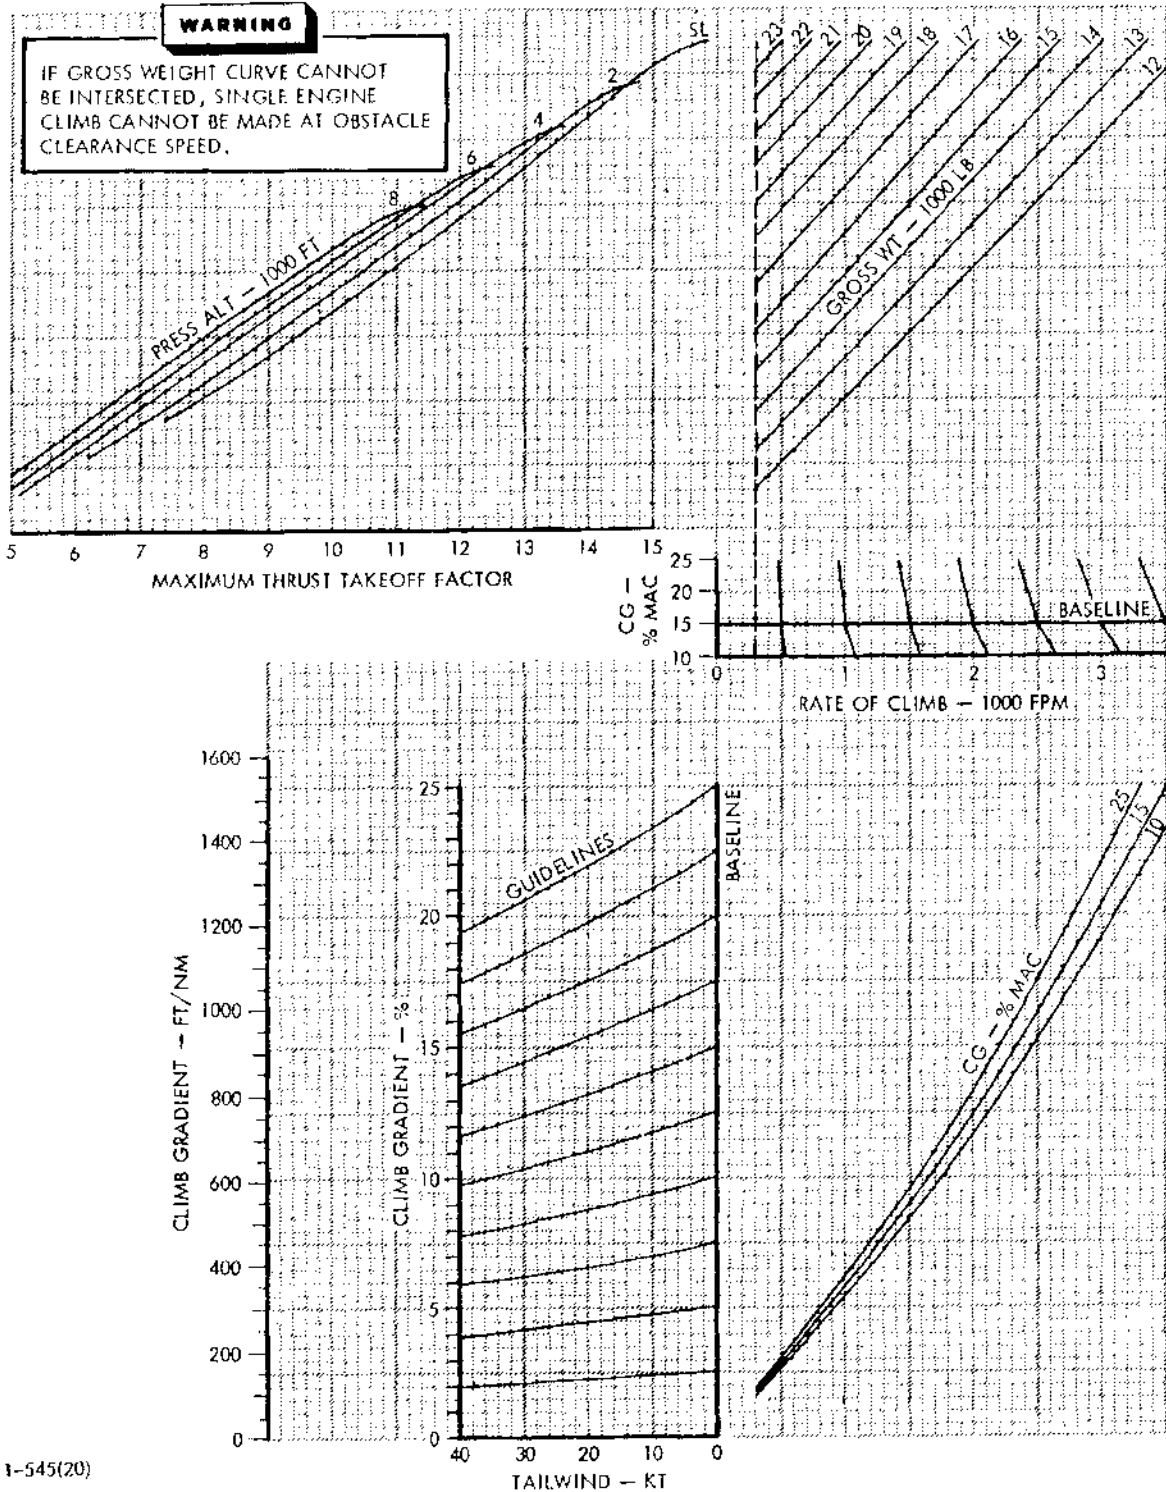 WARNING
IF GROSS WEIGHT CURVE CANNOT
BE INTERSECTED, SINGLE ENGINE
CLIMB CANNOT BE MADE AT OBSTACLE
CLEARANCE SPEED.
SL
2
4
6
8
PRESS ALT — 1000 FT
23 22 21 20 19 18 17 16 15 14 13 12
GROSS WT — 1000 LB
5 6 7 8 9 10 11 12 13 14 15
MAXIMUM THRUST TAKEOFF FACTOR
CG —
% MAC
25
20
15
10
BASELINE
0 1 2 3
RATE OF CLIMB — 1000 FPM
1600
1400
1200
1000
800
600
400
200
0
CLIMB GRADIENT — FT/NM
25
20
15
10
5
0
CLIMB GRADIENT — %
GUIDELINES
BASELINE
40 30 20 10 0
TAILWIND — KT
25 15 10
CG — % MAC
1-545(20)